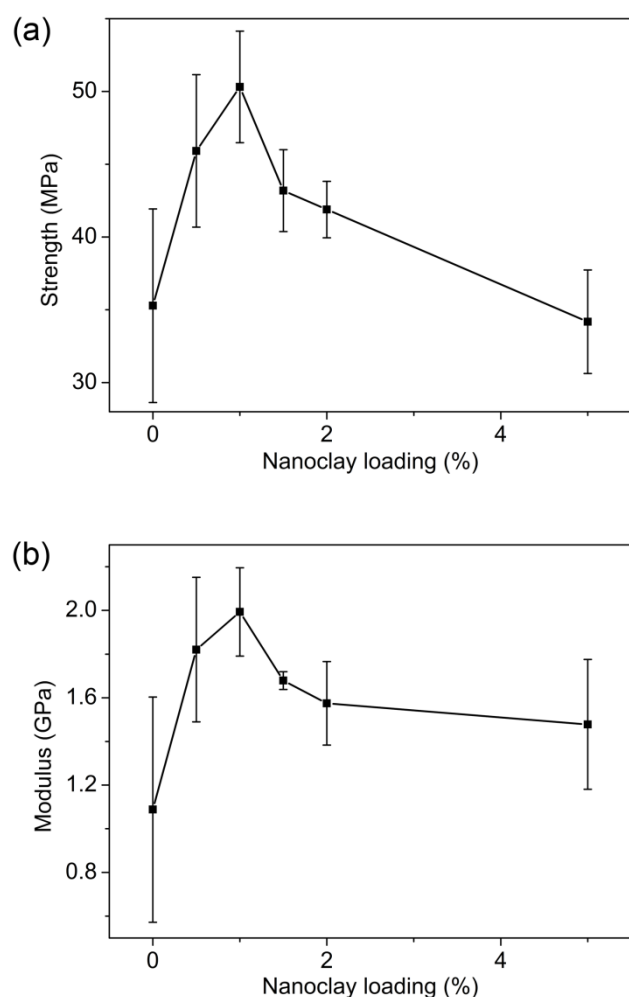 (a)
50
40
30
Strength (MPa)
0 2 4
Nanoclay loading (%)
(b)
2.0
1.6
1.2
0.8
Modulus (GPa)
0 2 4
Nanoclay loading (%)